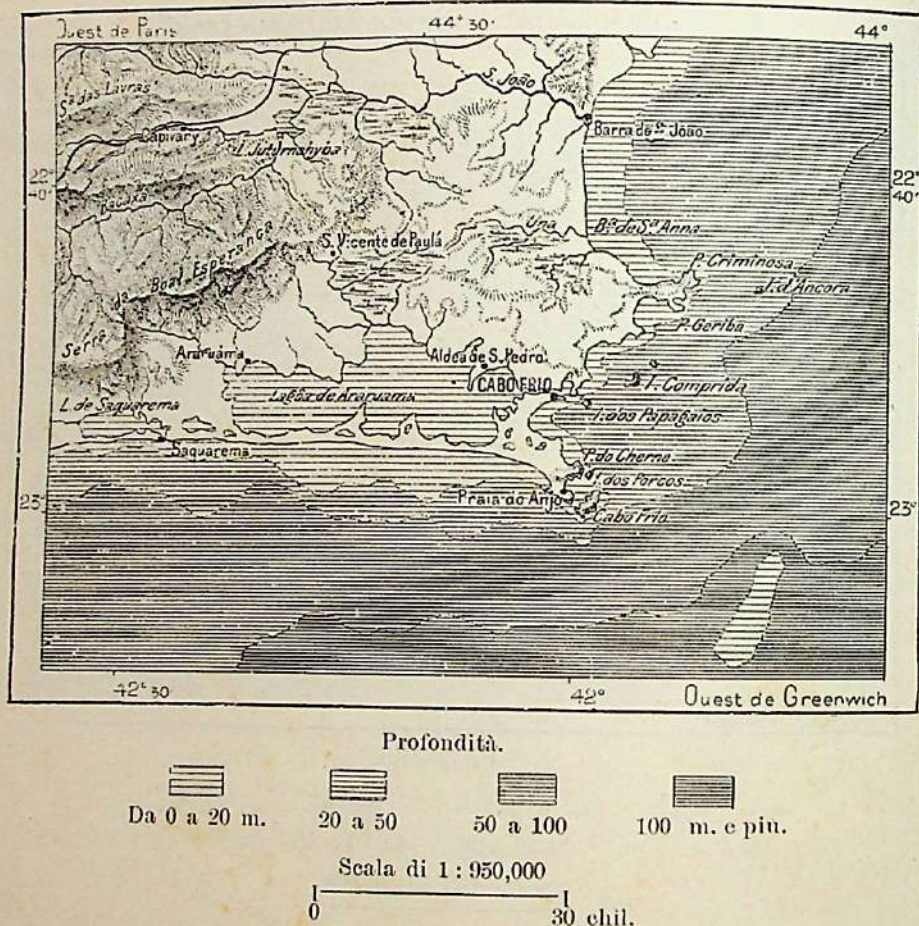 Ouest de Paris 44° 30' 44°
Sª das Lavras
S. João
Capivary
Barra de S. João
L. Juturnahyba
22° 40'
22° 40'
Bacaxá
Una
Bª de Sª Anna
S. Vicente de Paula
P. Criminosa
I. d'Ancora
Serra da Boa Esperança
P. Geriba
Araruama
Aldea de S. Pedro
CABO FRIO
I. Comprida
L. de Saquarema
Lagôa de Araruama
I. dos Papagaios
Saquarema
P. do Cherne
I. dos Porcos
Praia do Anjo
Cabo Frio
23°
23°
42° 30'
42°
Ouest de Greenwich
Profondità.
Da 0 a 20 m.
20 a 50
50 a 100
100 m. e più.
Scala di 1 : 950,000
0
30 chil.